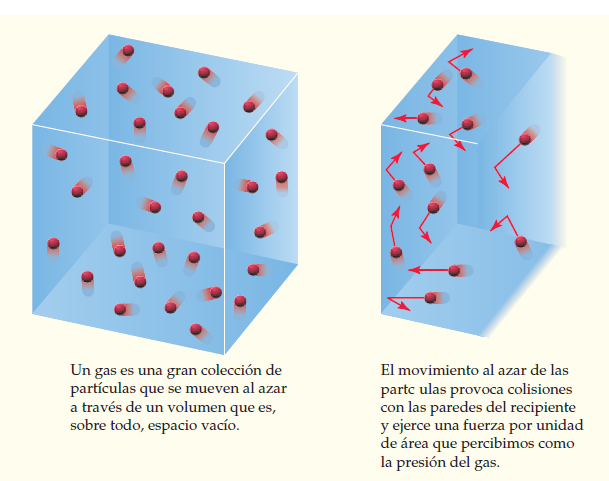 Un gas es una gran colección de
partículas que se mueven al azar
a través de un volumen que es,
sobre todo, espacio vacío.
El movimiento al azar de las
partc ulas provoca colisiones
con las paredes del recipiente
y ejerce una fuerza por unidad
de área que percibimos como
la presión del gas.